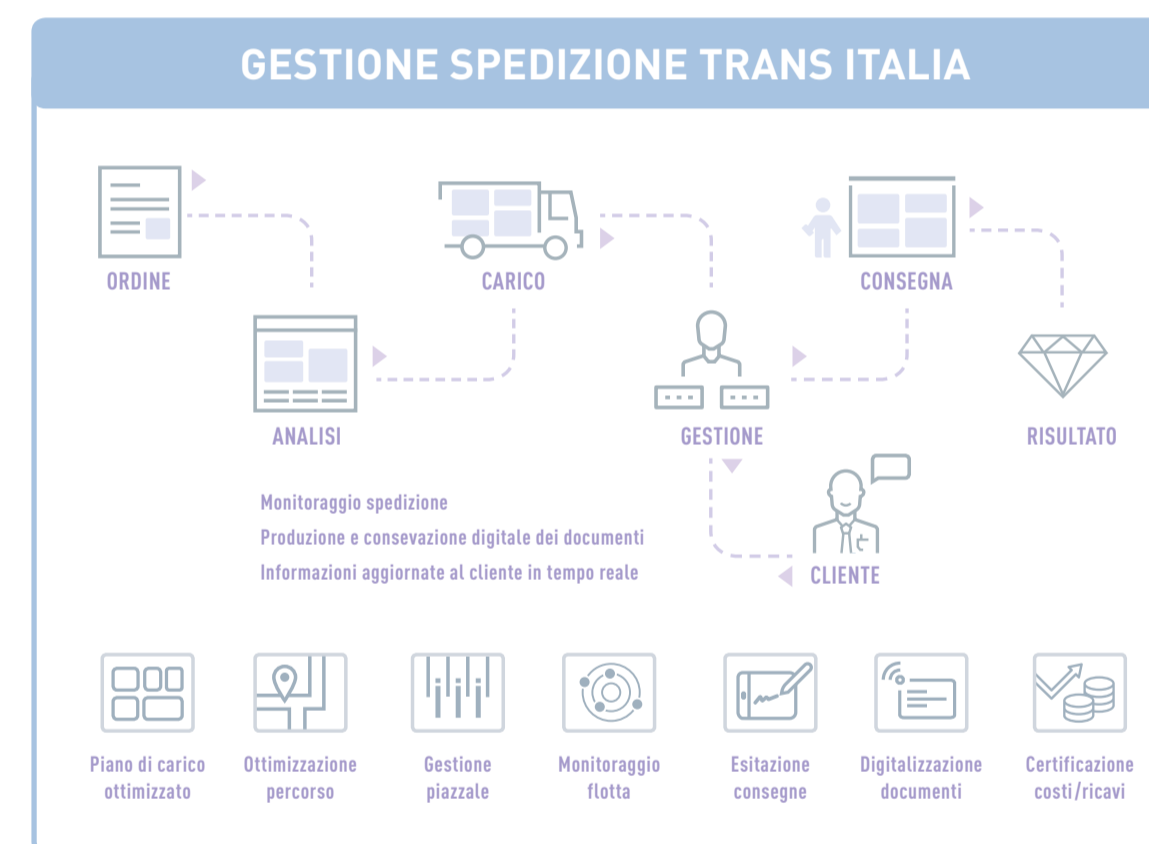 GESTIONE SPEDIZIONE TRANS ITALIA
ORDINE
CARICO
CONSEGNA
ANALISI
GESTIONE
RISULTATO
Monitoraggio spedizione
Produzione e consevazione digitale dei documenti
Informazioni aggiornate al cliente in tempo reale
CLIENTE
Piano di carico
ottimizzato
Ottimizzazione
percorso
Gestione
piazzale
Monitoraggio
flotta
Esitazione
consegne
Digitalizzazione
documenti
Certificazione
costi/ricavi